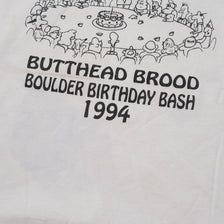 BUTTHEAD BROOD
BOULDER BIRTHDAY BASH
1994